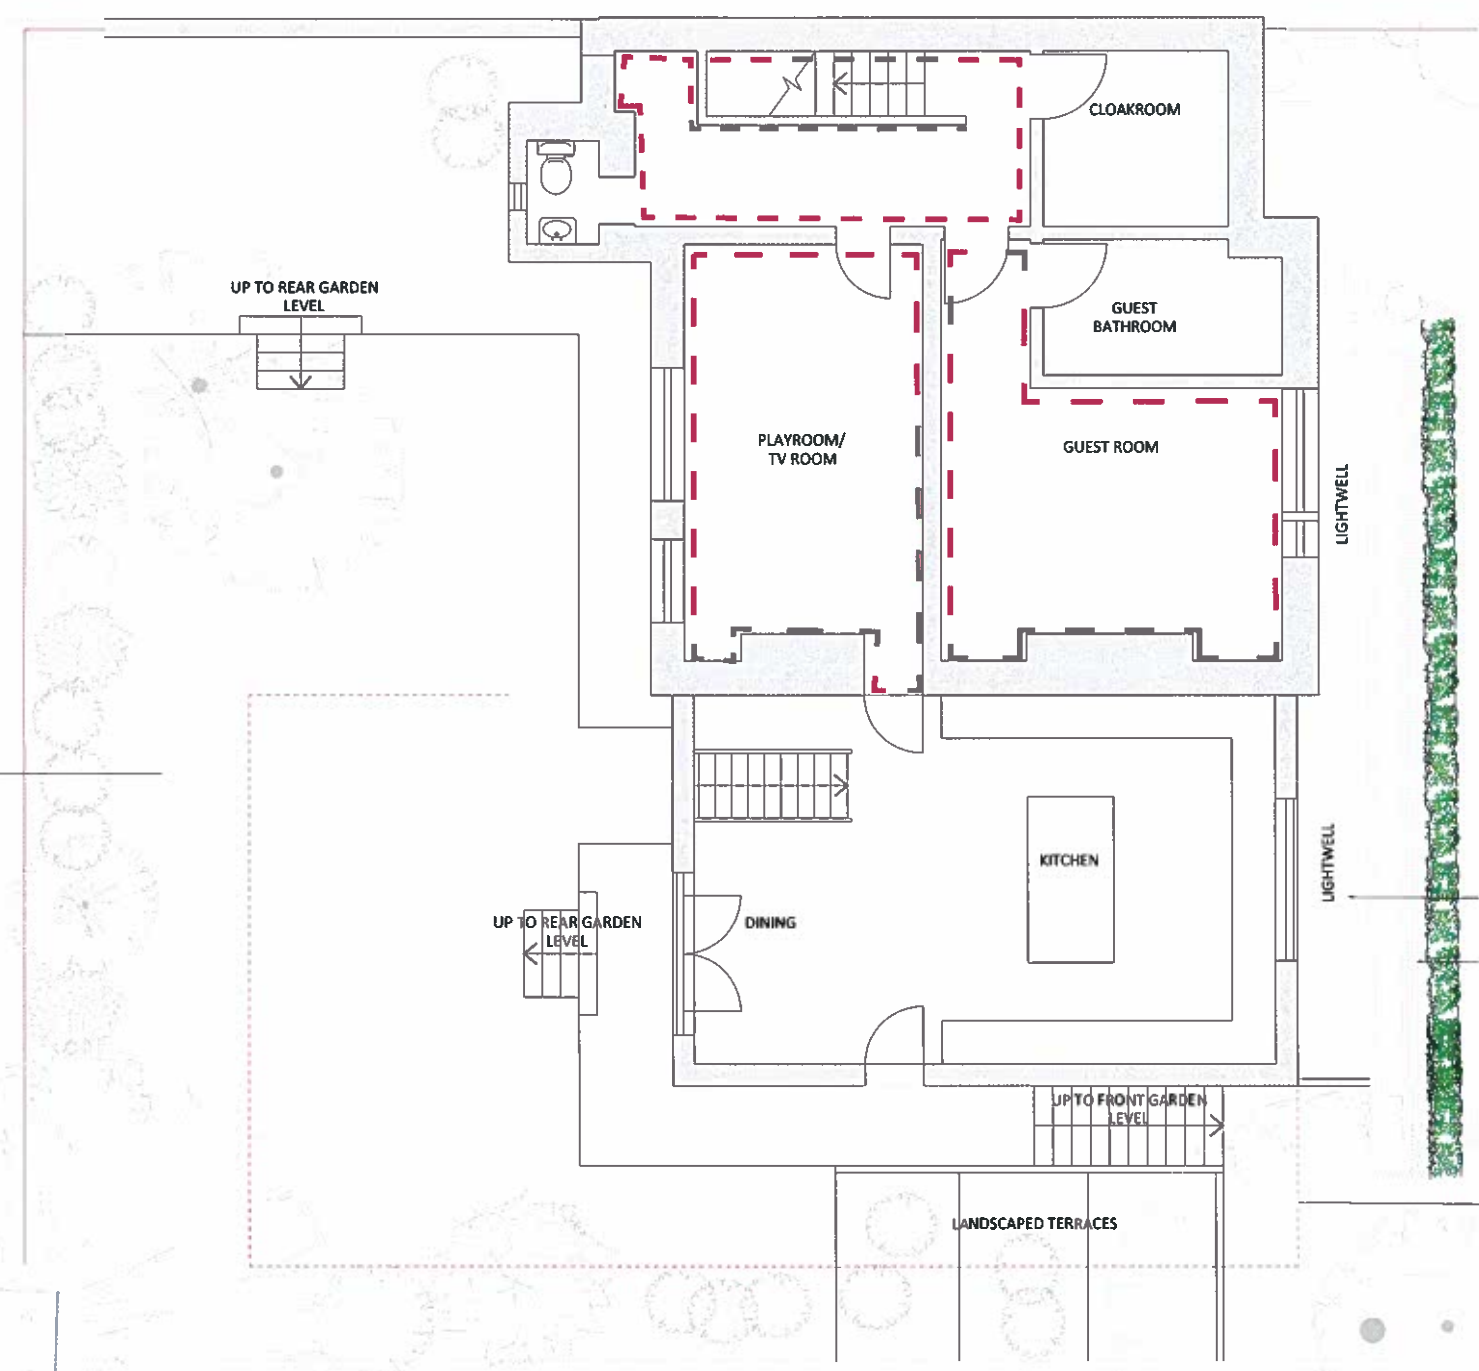 CLOAKROOM
UP TO REAR GARDEN
LEVEL
GUEST
BATHROOM
PLAYROOM/
TV ROOM
GUEST ROOM
LIGHTWELL
KITCHEN
LIGHTWELL
UP TO REAR GARDEN
LEVEL
DINING
UP TO FRONT GARDEN
LEVEL
LANDSCAPED TERRACES